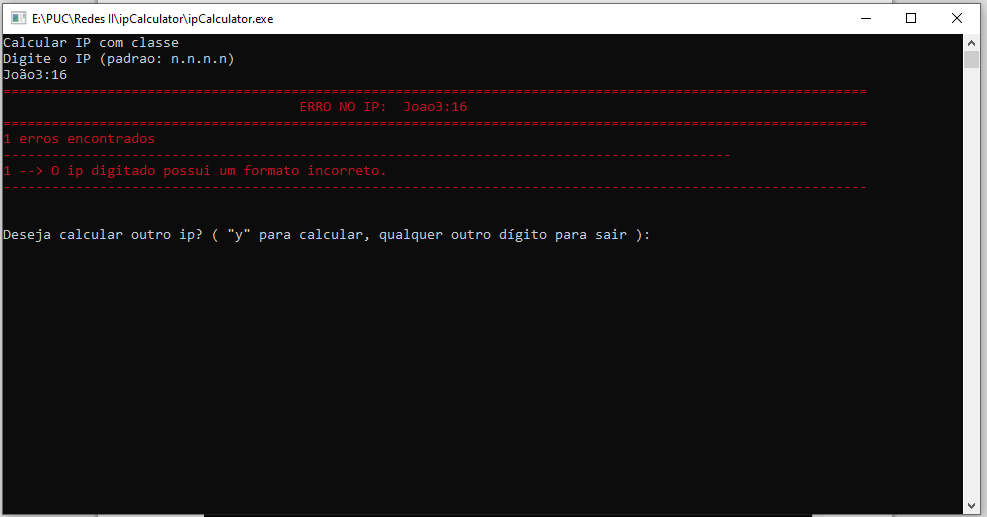 E:\PUC\Redes II\ipCalculator\ipCalculator.exe
Calcular IP com classe
Digite o IP (padrao: n.n.n.n)
João3:16
============================================================================================================
ERRO NO IP:  Joao3:16
============================================================================================================
1 erros encontrados
-------------------------------------------------------------------------------------------
1 --> O ip digitado possui um formato incorreto.
------------------------------------------------------------------------------------------------------------
Deseja calcular outro ip? ( "y" para calcular, qualquer outro dígito para sair ):